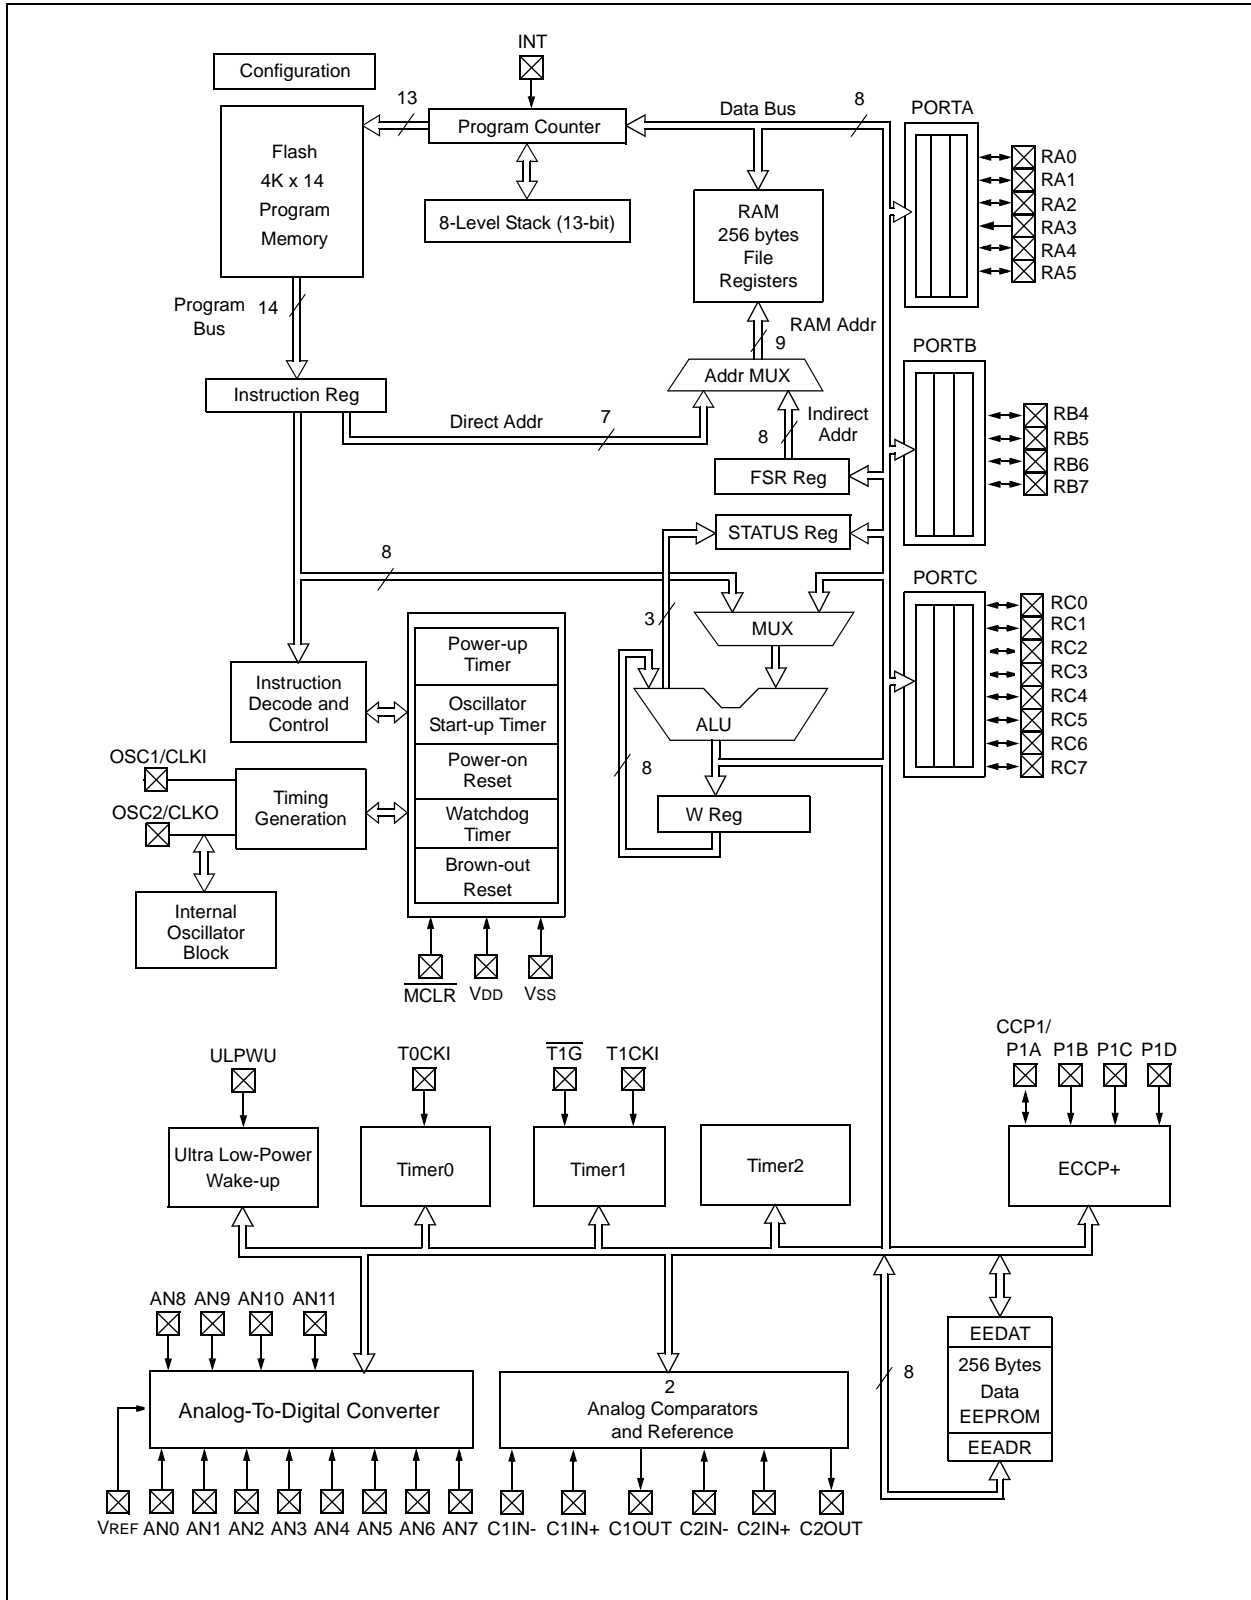 INT
Configuration
13
Program Counter
Data Bus
8
PORTA
Flash
4K x 14
Program
Memory
8-Level Stack (13-bit)
RAM
256 bytes
File
Registers
RA0
RA1
RA2
RA3
RA4
RA5
Program
Bus
14
RAM Addr
9
Addr MUX
PORTB
Instruction Reg
Direct Addr
7
Indirect
Addr
8
FSR Reg
RB4
RB5
RB6
RB7
STATUS Reg
8
PORTC
3
MUX
RC0
RC1
RC2
RC3
RC4
RC5
RC6
RC7
Power-up
Timer
Instruction
Decode and
Control
Oscillator
Start-up Timer
ALU
8
OSC1/CLKI
Power-on
Reset
OSC2/CLKO
Timing
Generation
Watchdog
Timer
W Reg
Brown-out
Reset
Internal
Oscillator
Block
MCLR
VDD
VSS
CCP1/
P1A
P1B
P1C
P1D
ULPWU
T0CKI
T1G
T1CKI
Ultra Low-Power
Wake-up
Timer0
Timer1
Timer2
ECCP+
AN8
AN9
AN10
AN11
EEDAT
256 Bytes
Data
EEPROM
EEADR
8
Analog-To-Digital Converter
2
Analog Comparators
and Reference
VREF
AN0
AN1
AN2
AN3
AN4
AN5
AN6
AN7
C1IN-
C1IN+
C1OUT
C2IN-
C2IN+
C2OUT